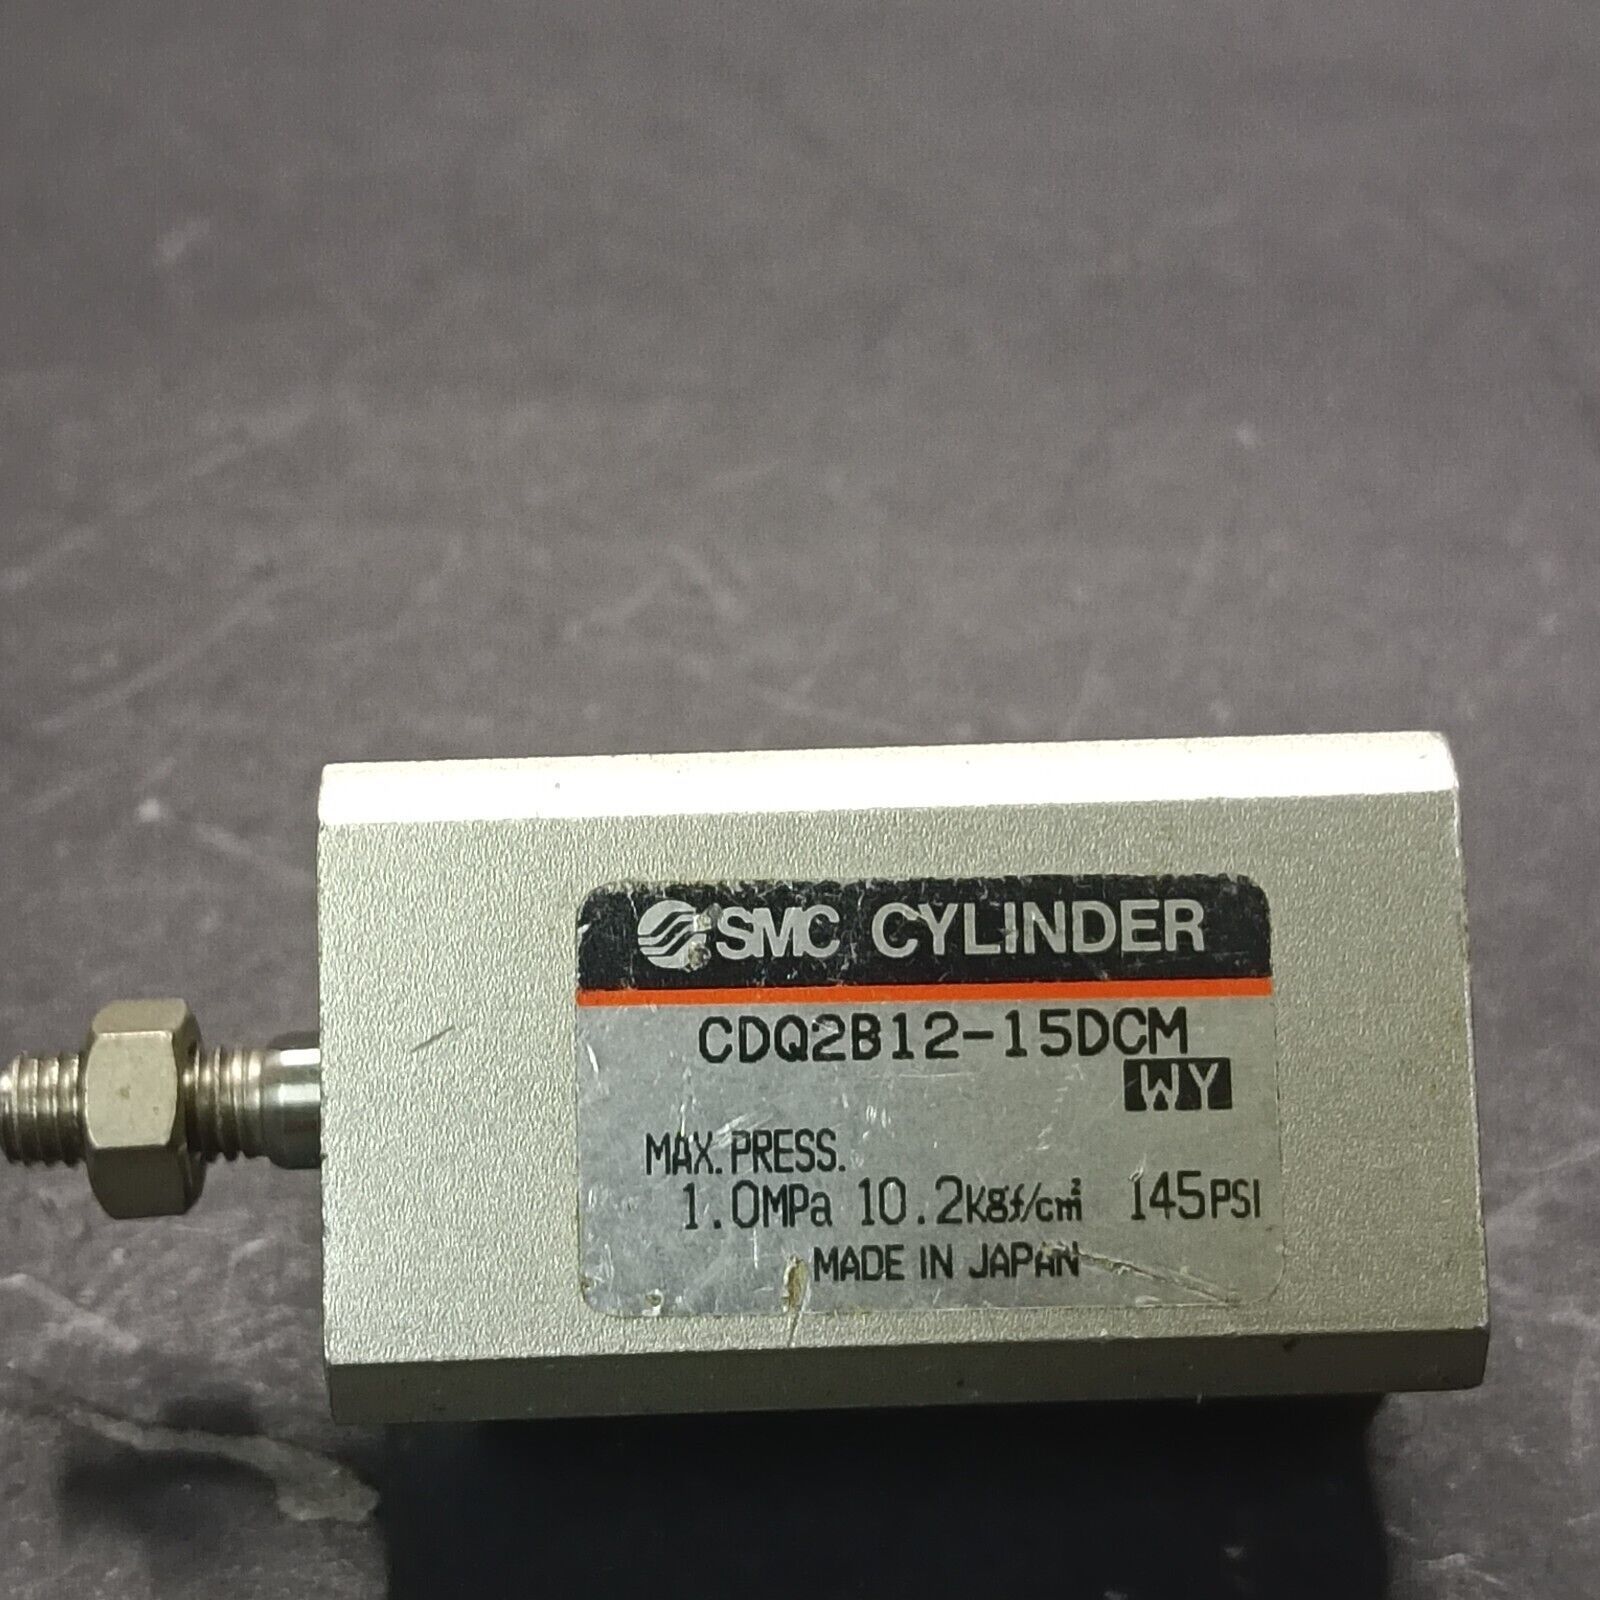 SMC CYLINDER
CDQ2B12-15DCM
WY
MAX. PRESS.
1.0MPa 10.2Kgf/cm² 145PSI
MADE IN JAPAN